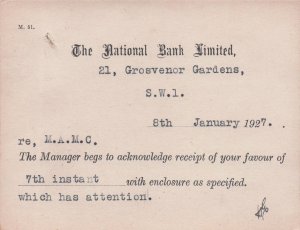 M. 51.
The National Bank Limited,
21, Grosvenor Gardens,
S.W.1.
8th January 1927.
re, M.A.M.C.
The Manager begs to acknowledge receipt of your favour of
7th instant with enclosure as specified.
which has attention.